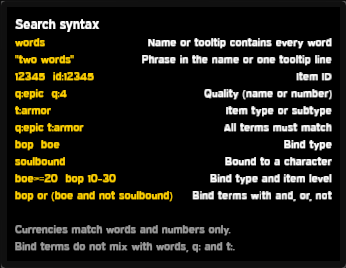 Search syntax
words Name or tooltip contains every word
"two words" Phrase in the name or one tooltip line
12345 id:12345 Item ID
q:epic q:4 Quality (name or number)
t:armor Item type or subtype
q:epic t:armor All terms must match
bop boe Bind type
soulbound Bound to a character
boe>=20 bop 10-30 Bind type and item level
bop or (boe and not soulbound) Bind terms with and, or, not
Currencies match words and numbers only.
Bind terms do not mix with words, q: and t:.